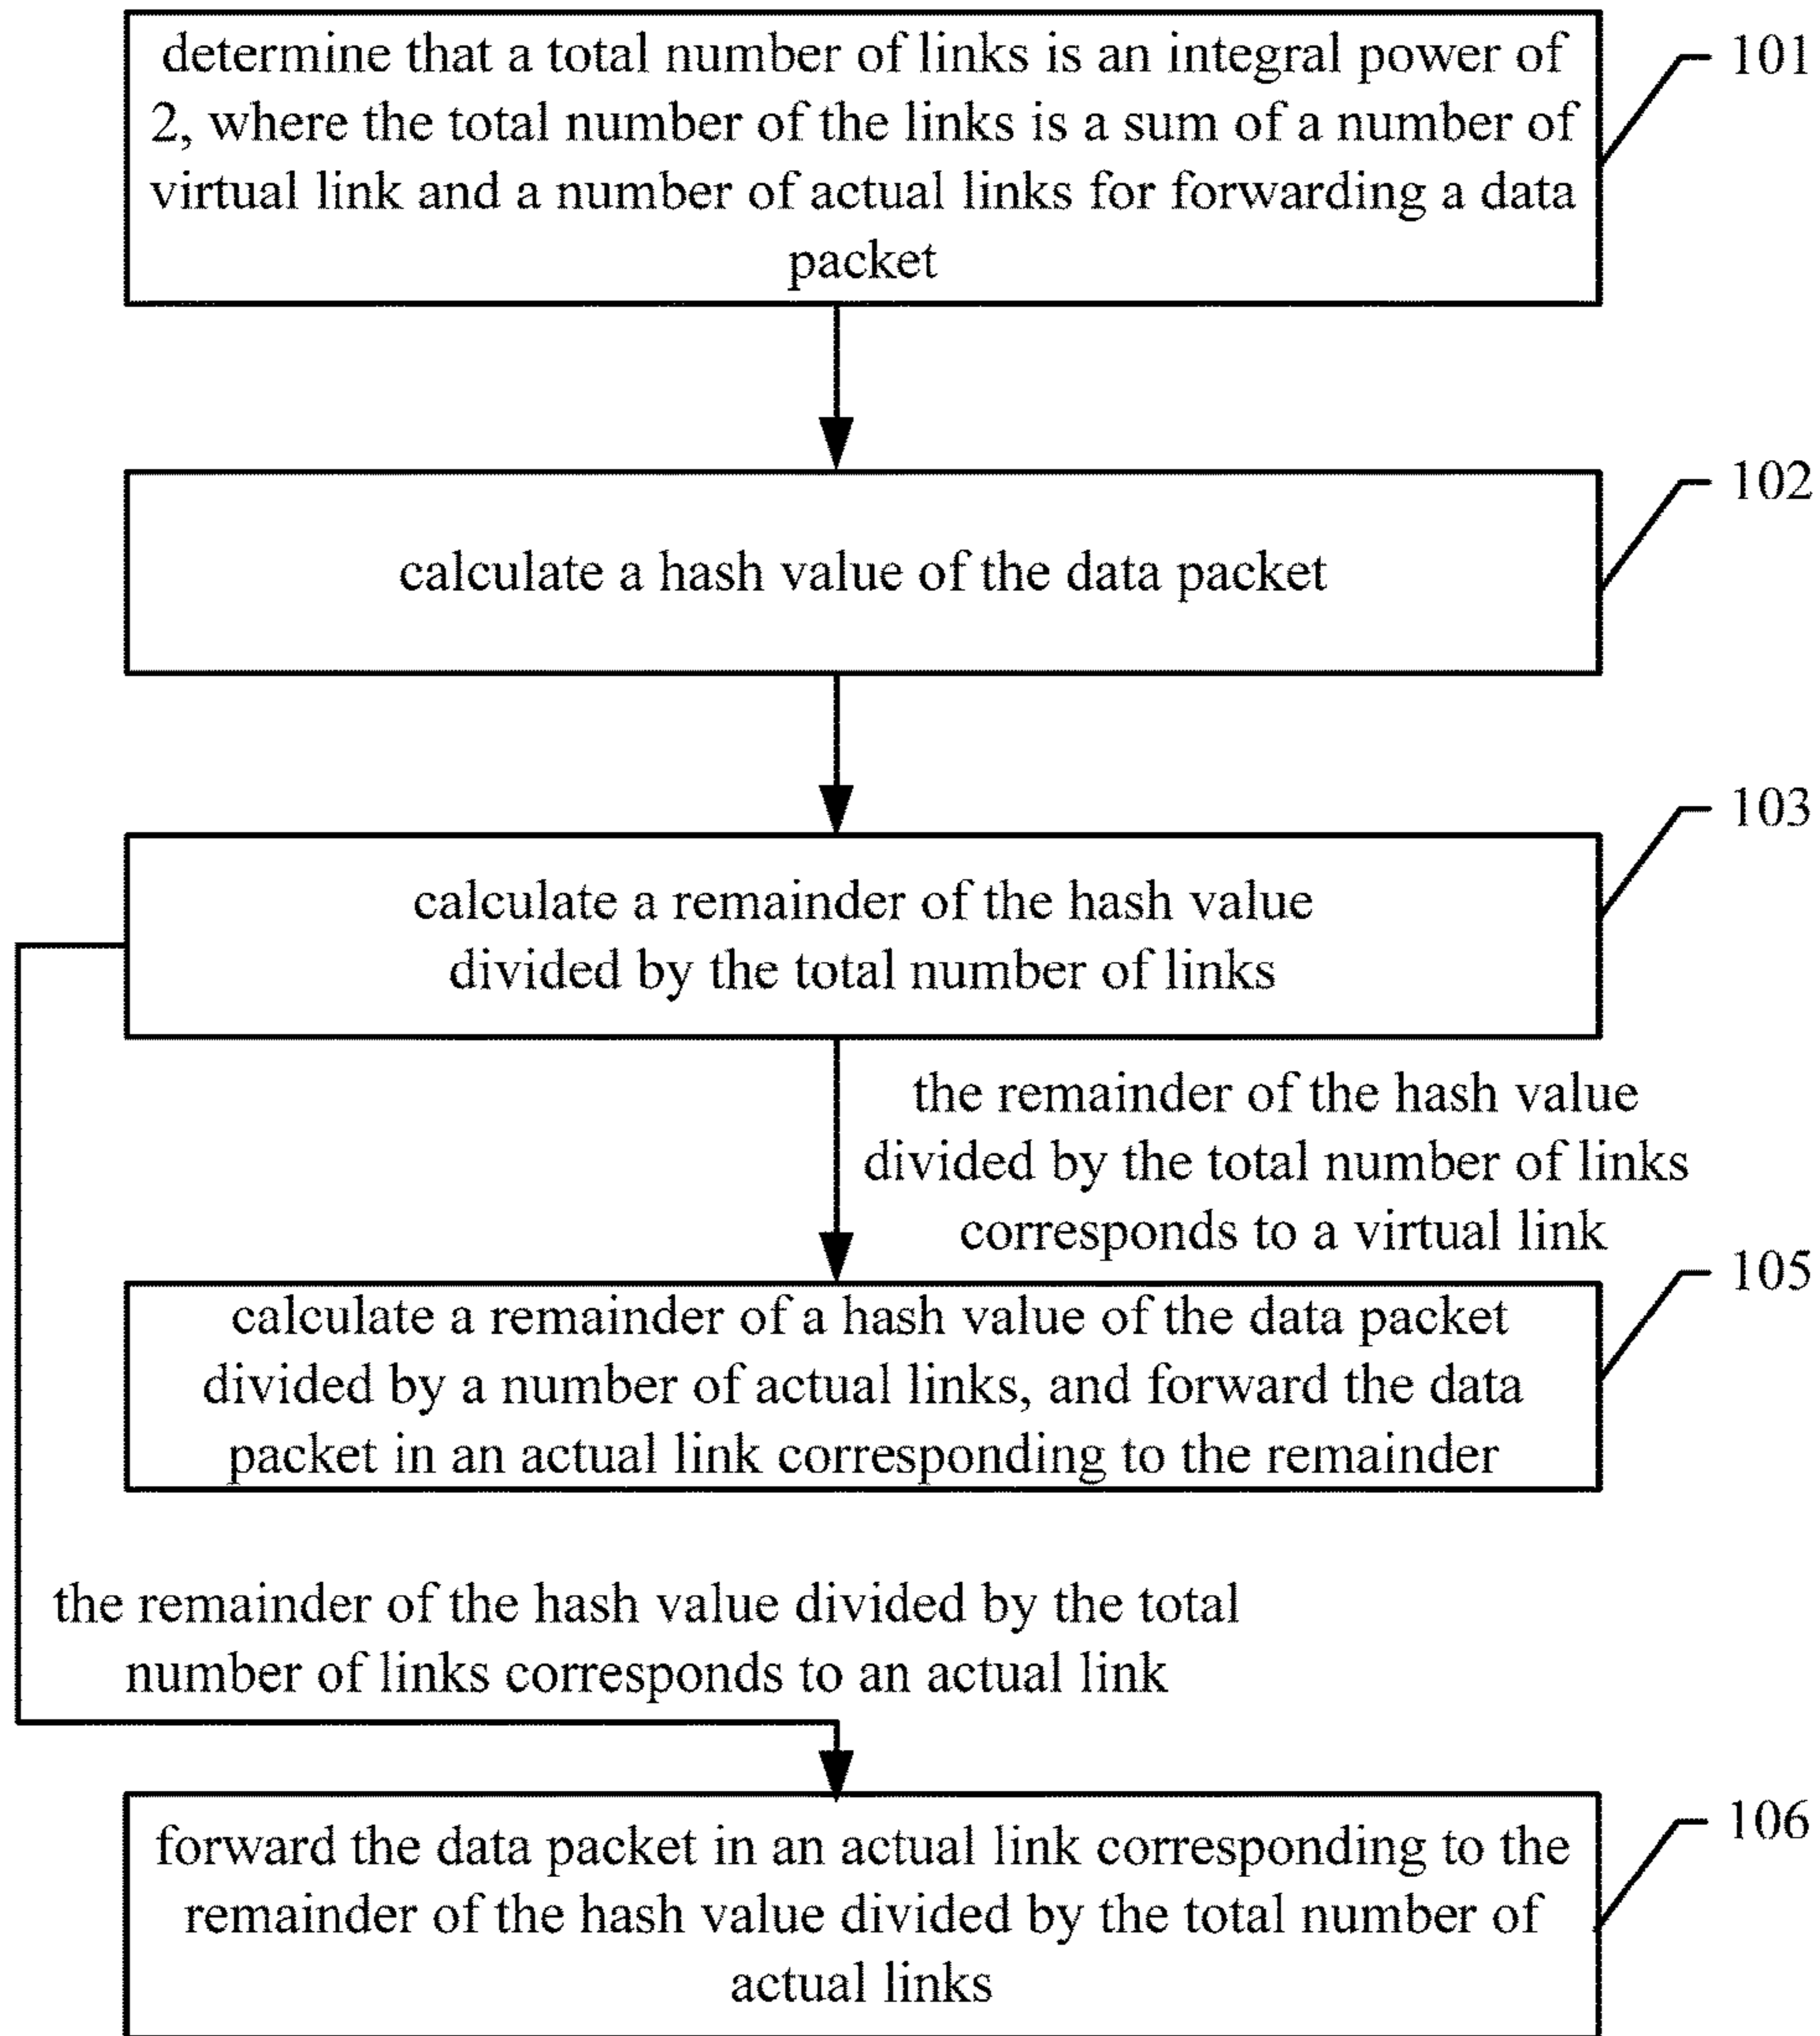 determine that a total number of links is an integral power of
2, where the total number of the links is a sum of a number of
virtual link and a number of actual links for forwarding a data
packet
101
calculate a hash value of the data packet
102
calculate a remainder of the hash value
divided by the total number of links
103
the remainder of the hash value
divided by the total number of links
corresponds to a virtual link
calculate a remainder of a hash value of the data packet
divided by a number of actual links, and forward the data
packet in an actual link corresponding to the remainder
105
the remainder of the hash value divided by the total
number of links corresponds to an actual link
forward the data packet in an actual link corresponding to the
remainder of the hash value divided by the total number of
actual links
106